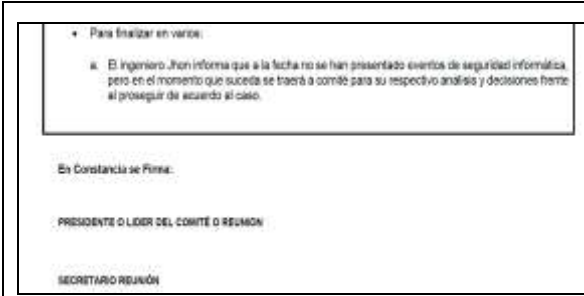 • Para finalizar en varios:
a. El ingeniero Jhon informa que a la fecha no se han presentado eventos de seguridad informática,
pero en el momento que suceda se traerá a comité para su respectivo análisis y decisiones frente
al proseguir de acuerdo al caso.
En Constancia se Firma:
PRESIDENTE O LIDER DEL COMITÉ O REUNION
SECRETARIO REUNIÓN